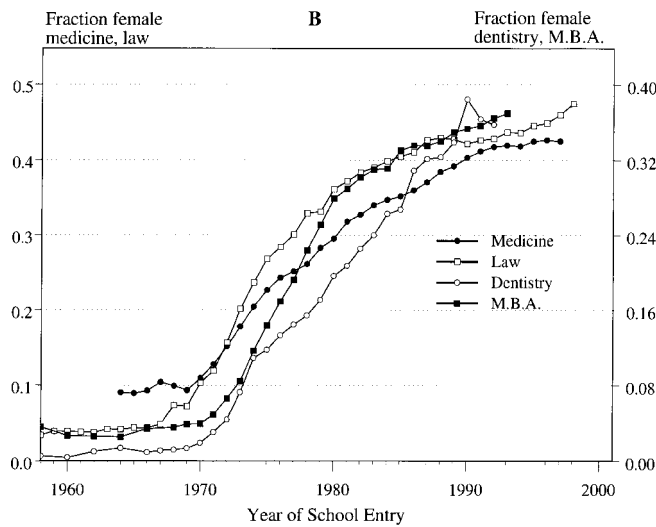 Fraction female
medicine, law
B
Fraction female
dentistry, M.B.A.
0.5
0.4
0.3
0.2
0.1
0.0
0.40
0.32
0.24
0.16
0.08
0.00
Medicine
Law
Dentistry
M.B.A.
1960
1970
1980
1990
2000
Year of School Entry